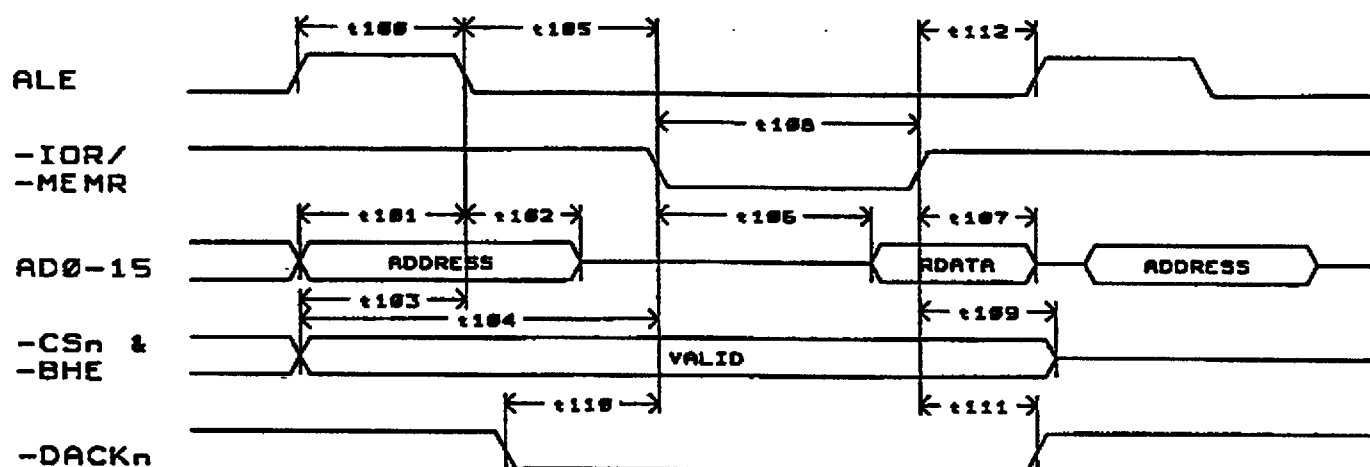 t100 t105 t112
ALE
t108
-IOR/
-MEMR
t101 t102 t106 t107
AD0-15 ADDRESS RDATA ADDRESS
t103
t104 t109
-CSn &
-BHE
VALID
t110 t111
-DACKn